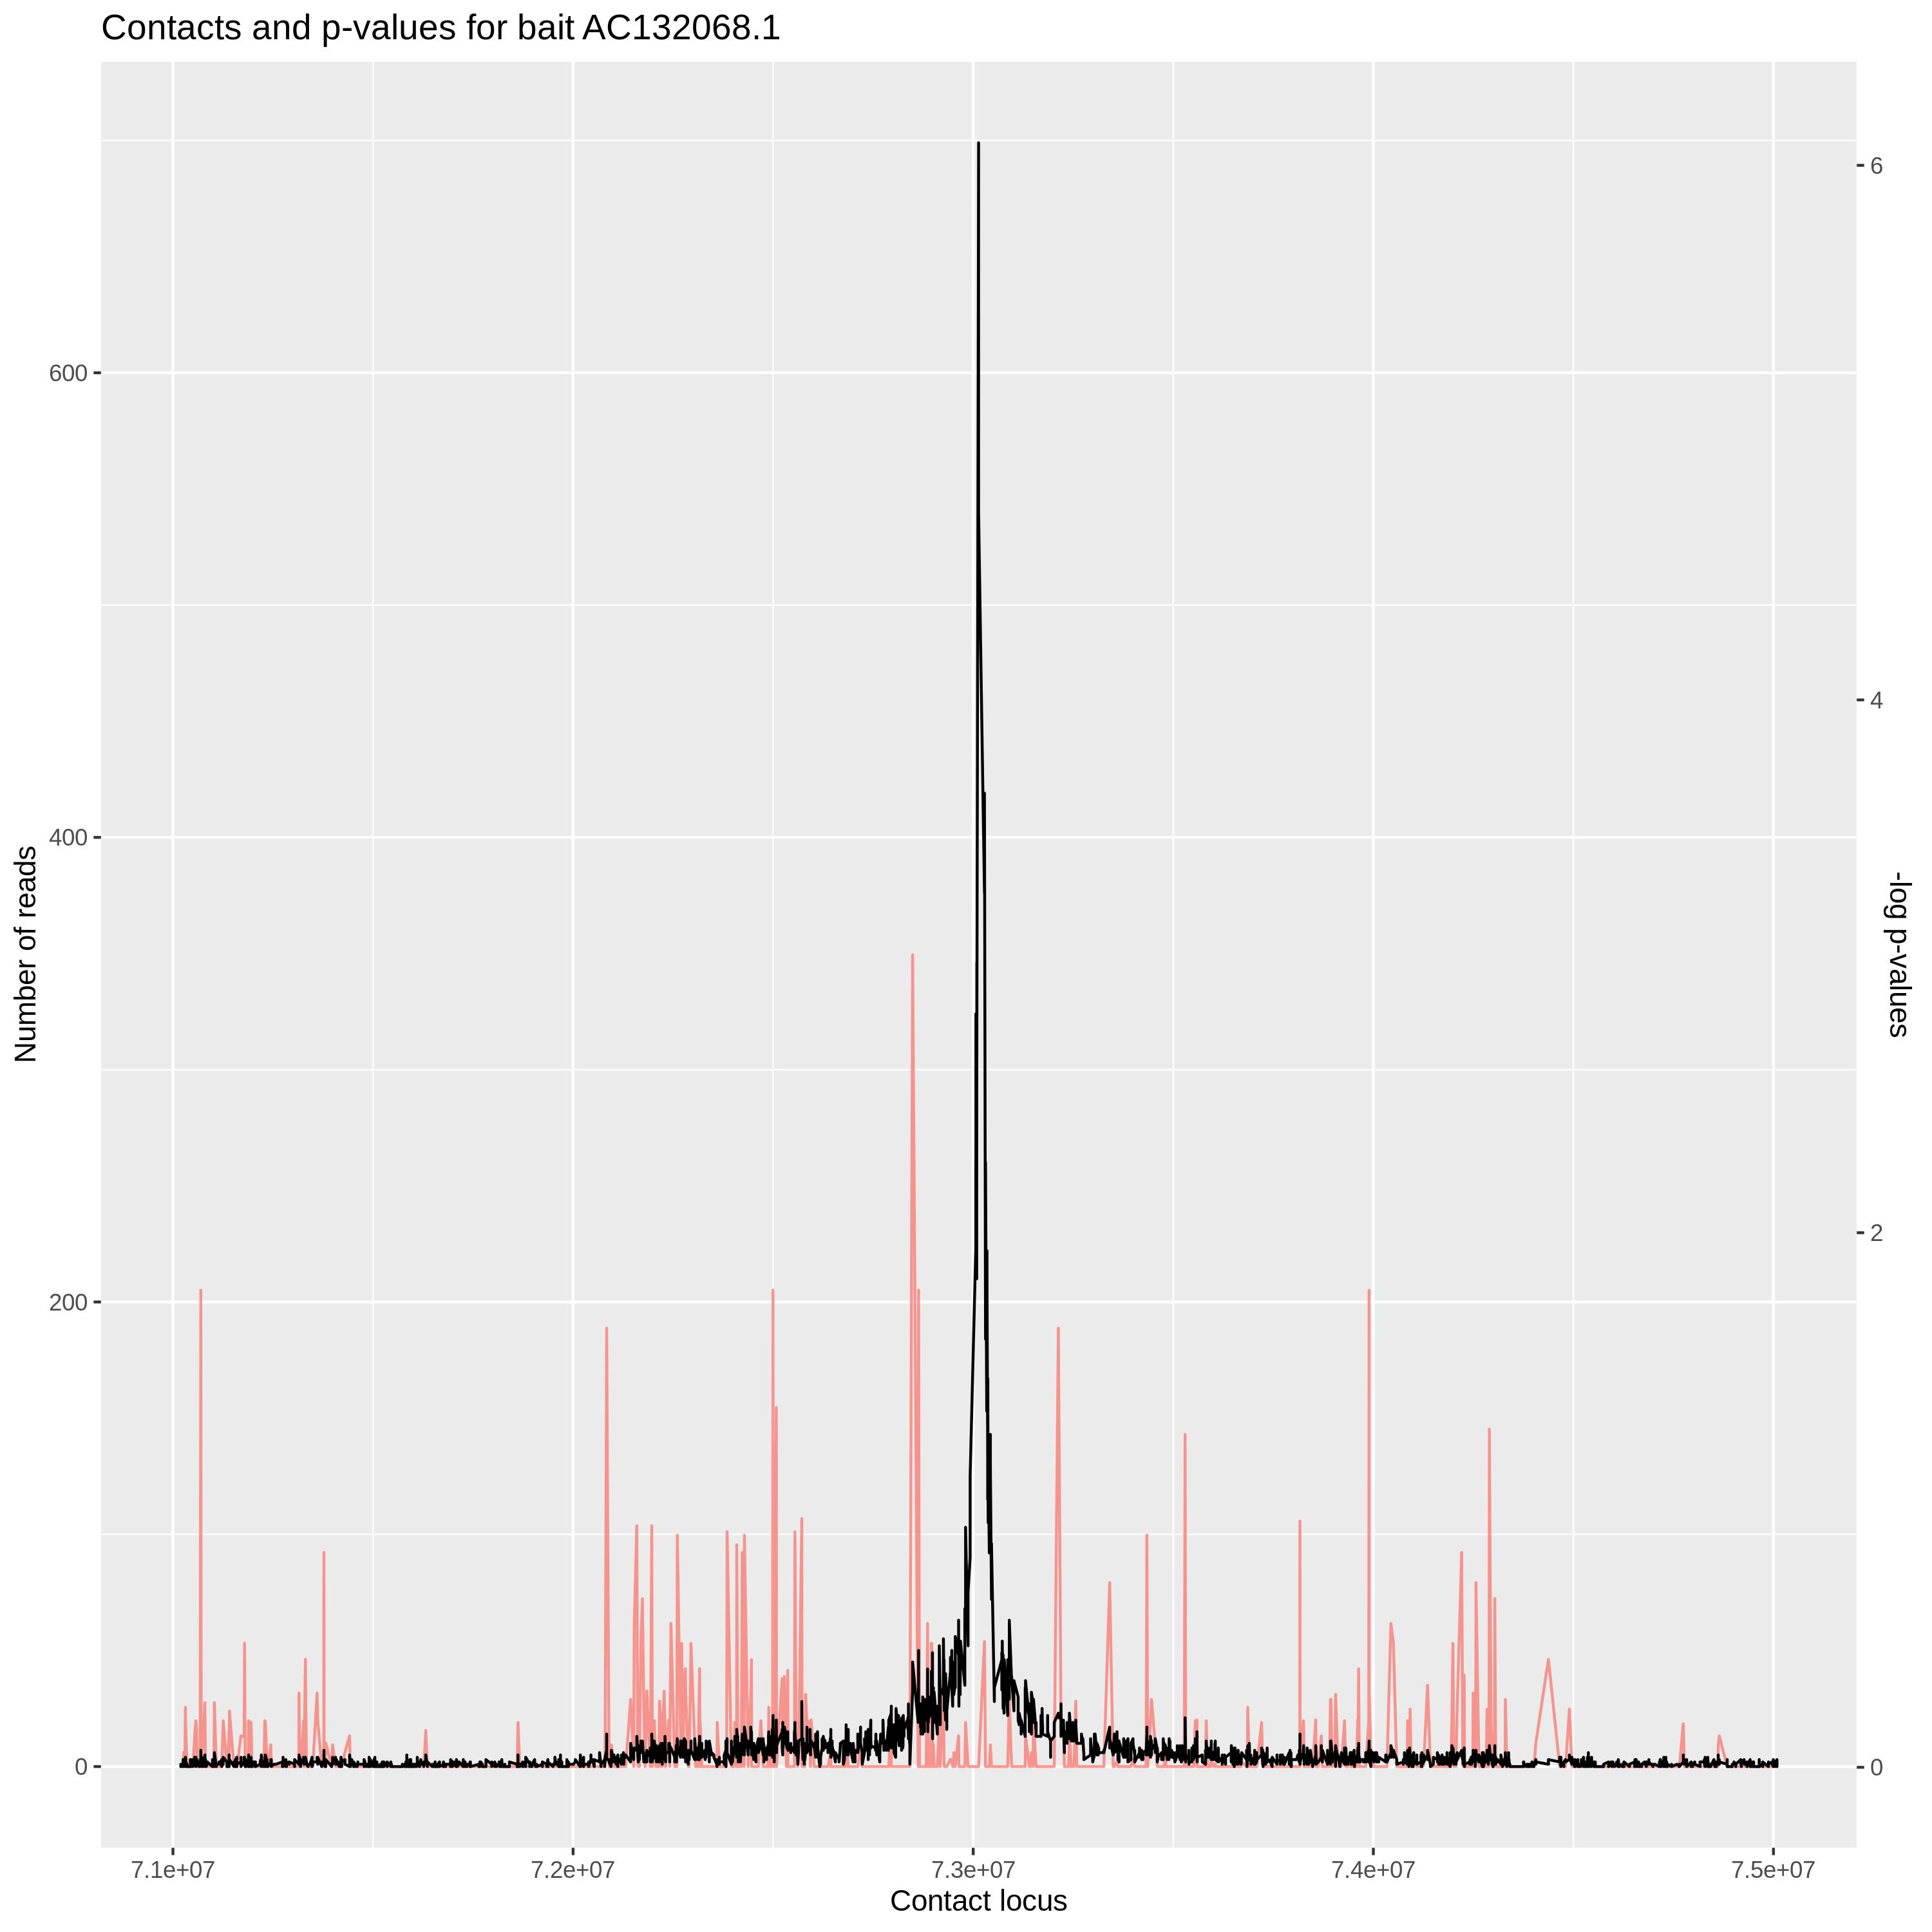 Contacts and p-values for bait AC132068.1
600
400
200
0
Number of reads
6
4
2
0
-log p-values
7.1e+07 7.2e+07 7.3e+07 7.4e+07 7.5e+07
Contact locus